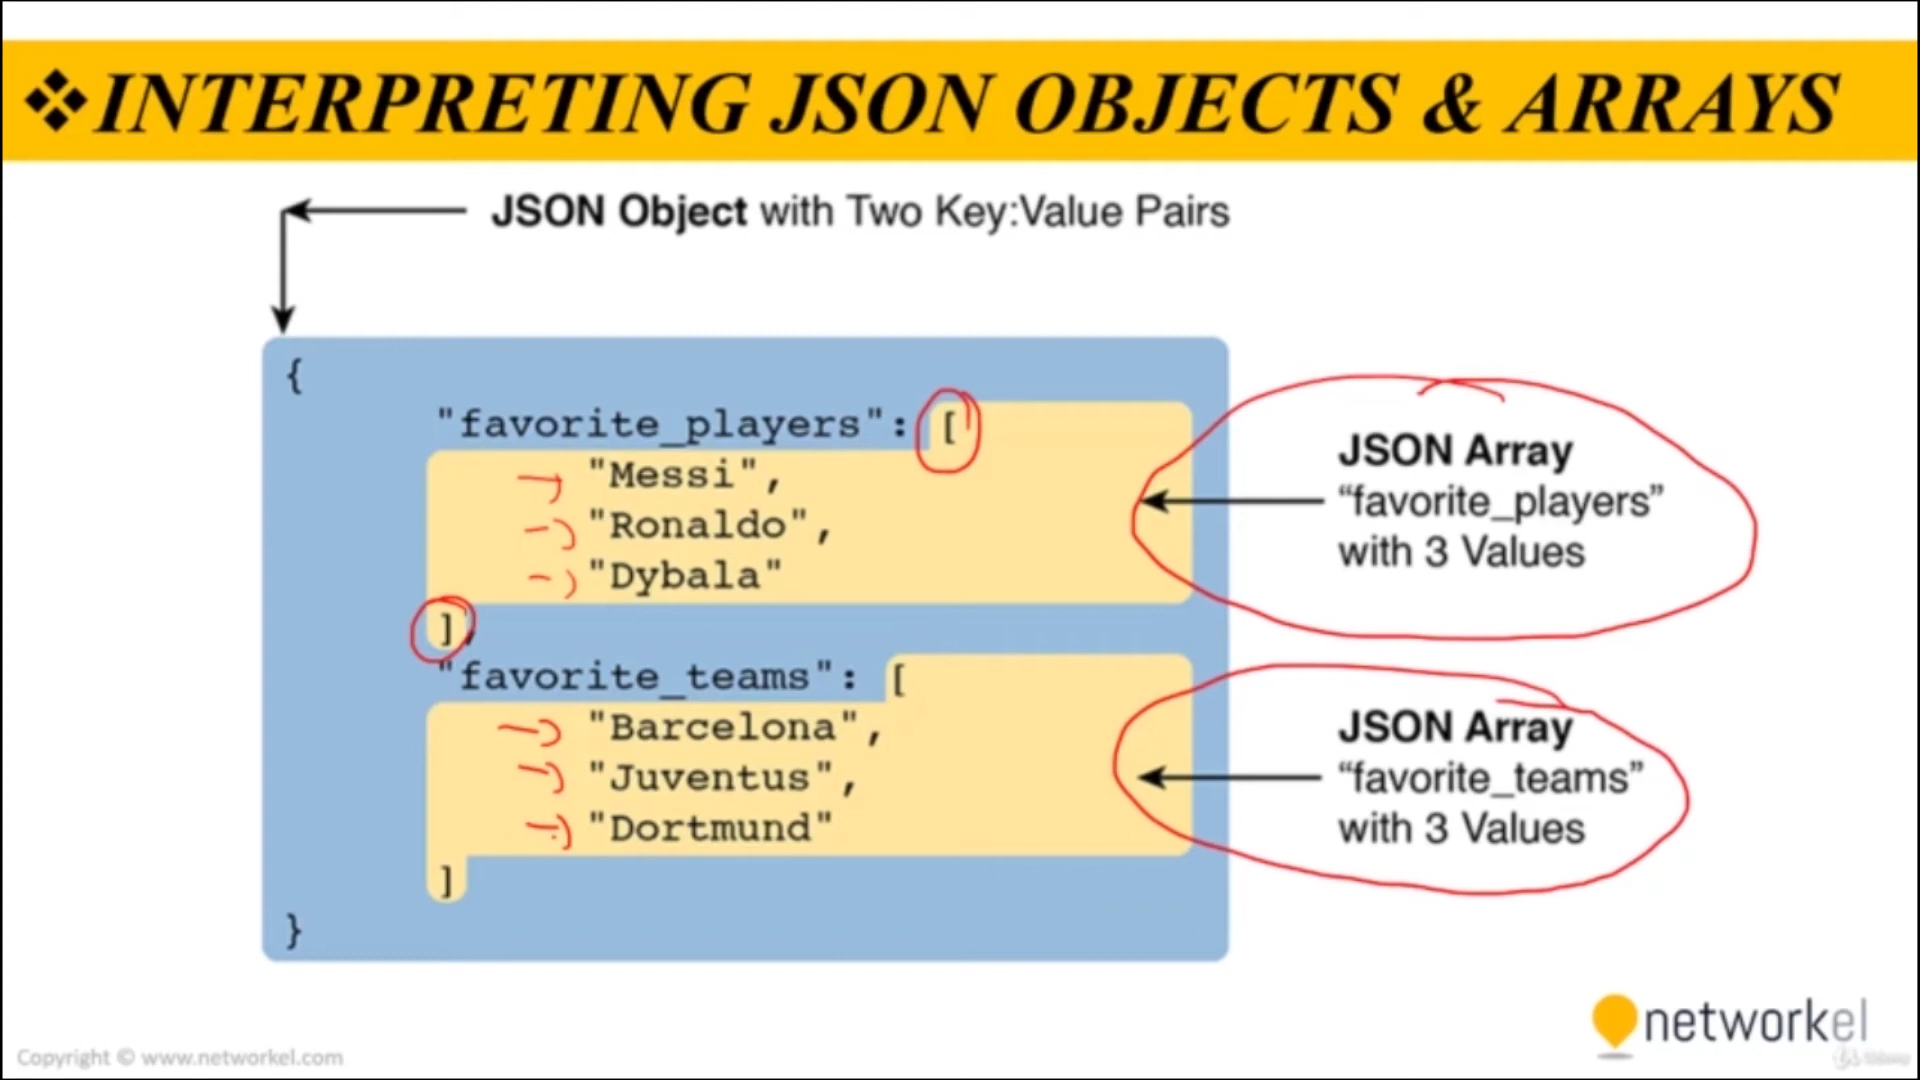 ❖INTERPRETING JSON OBJECTS & ARRAYS
JSON Object with Two Key:Value Pairs
{
"favorite_players": [
"Messi",
"Ronaldo",
"Dybala"
],
"favorite_teams": [
"Barcelona",
"Juventus",
"Dortmund"
]
}
JSON Array
“favorite_players”
with 3 Values
JSON Array
“favorite_teams”
with 3 Values
networkel
Copyright © www.networkel.com
Udemy